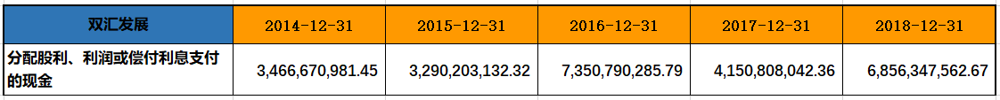 双汇发展 2014-12-31 2015-12-31 2016-12-31 2017-12-31 2018-12-31
分配股利、利润或偿付利息支付
的现金 3,466,670,981.45 3,290,203,132.32 7,350,790,285.79 4,150,808,042.36 6,856,347,562.67